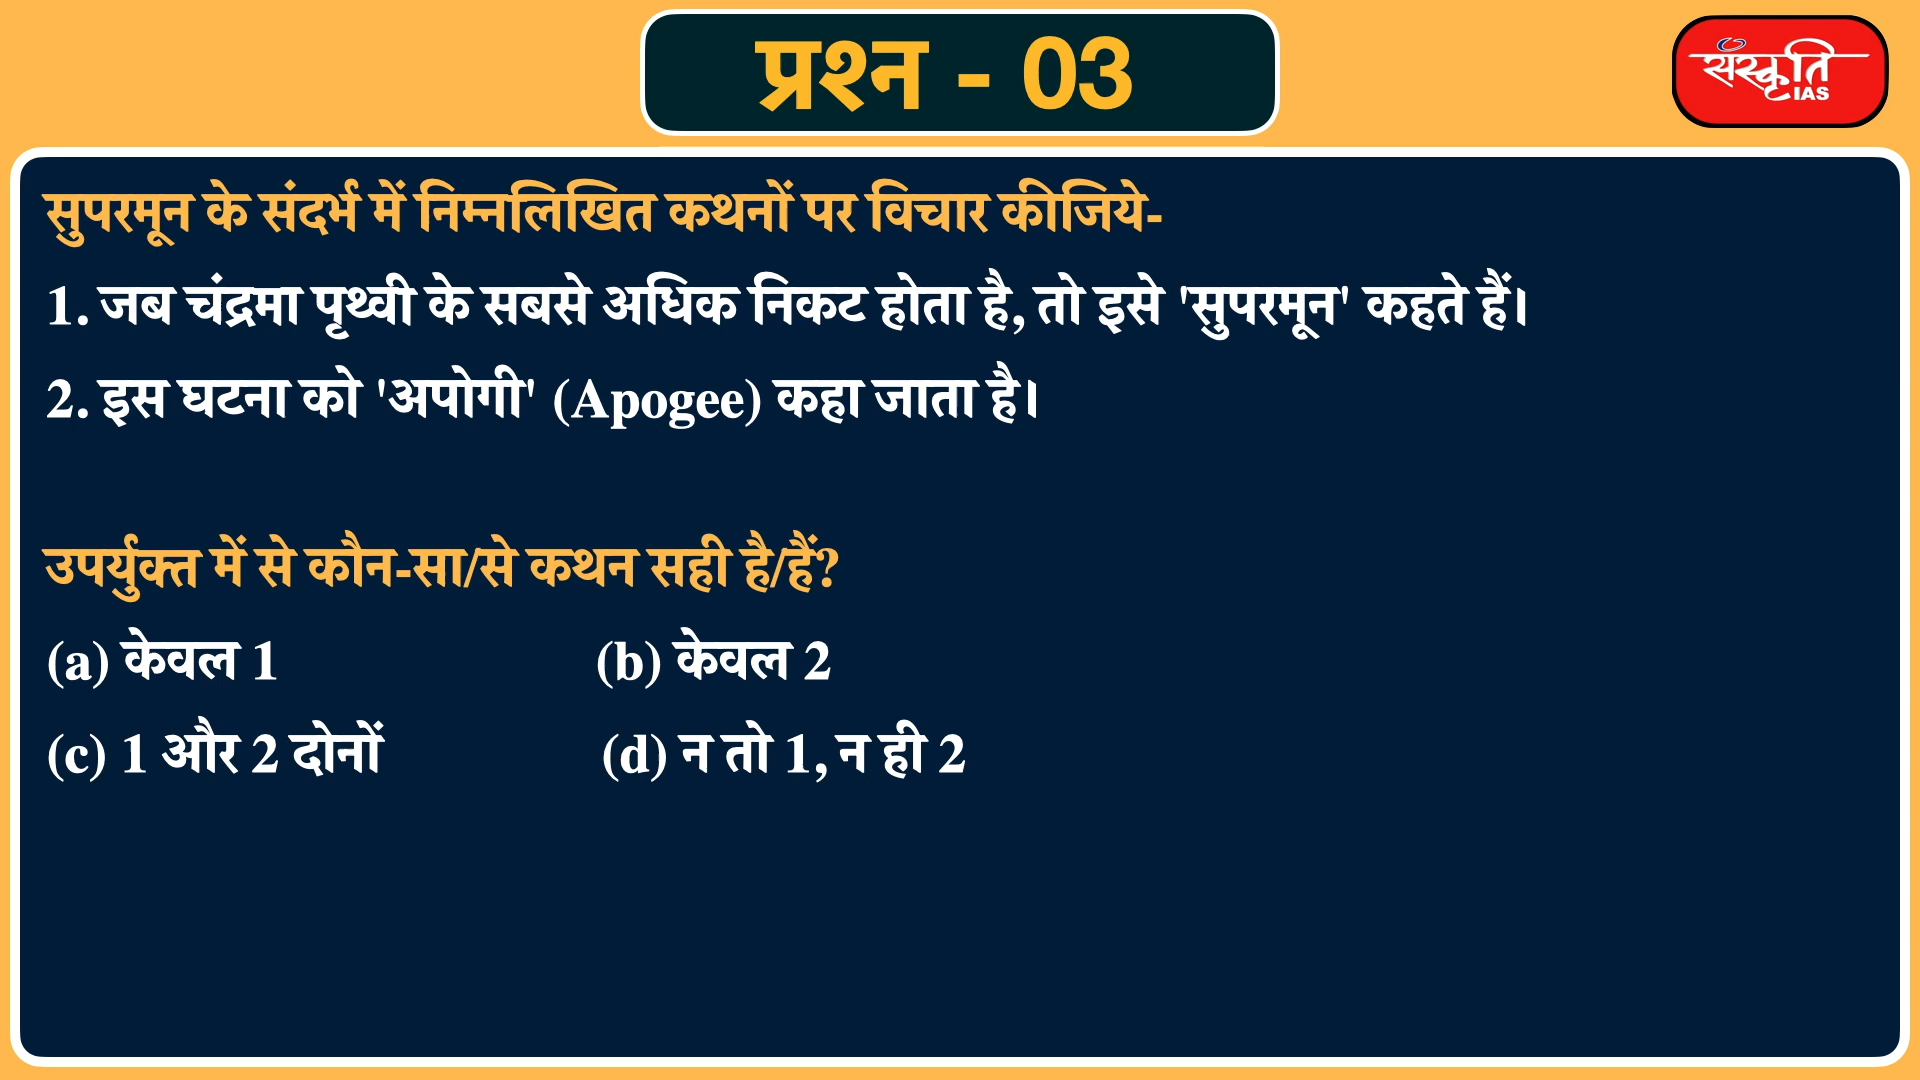 प्रश्न - 03
संस्कृति
IAS
सुपरमून के संदर्भ में निम्नलिखित कथनों पर विचार कीजिये-
1. जब चंद्रमा पृथ्वी के सबसे अधिक निकट होता है, तो इसे 'सुपरमून' कहते हैं।
2. इस घटना को 'अपोगी' (Apogee) कहा जाता है।
उपर्युक्त में से कौन-सा/से कथन सही है/हैं?
(a) केवल 1 (b) केवल 2
(c) 1 और 2 दोनों (d) न तो 1, न ही 2